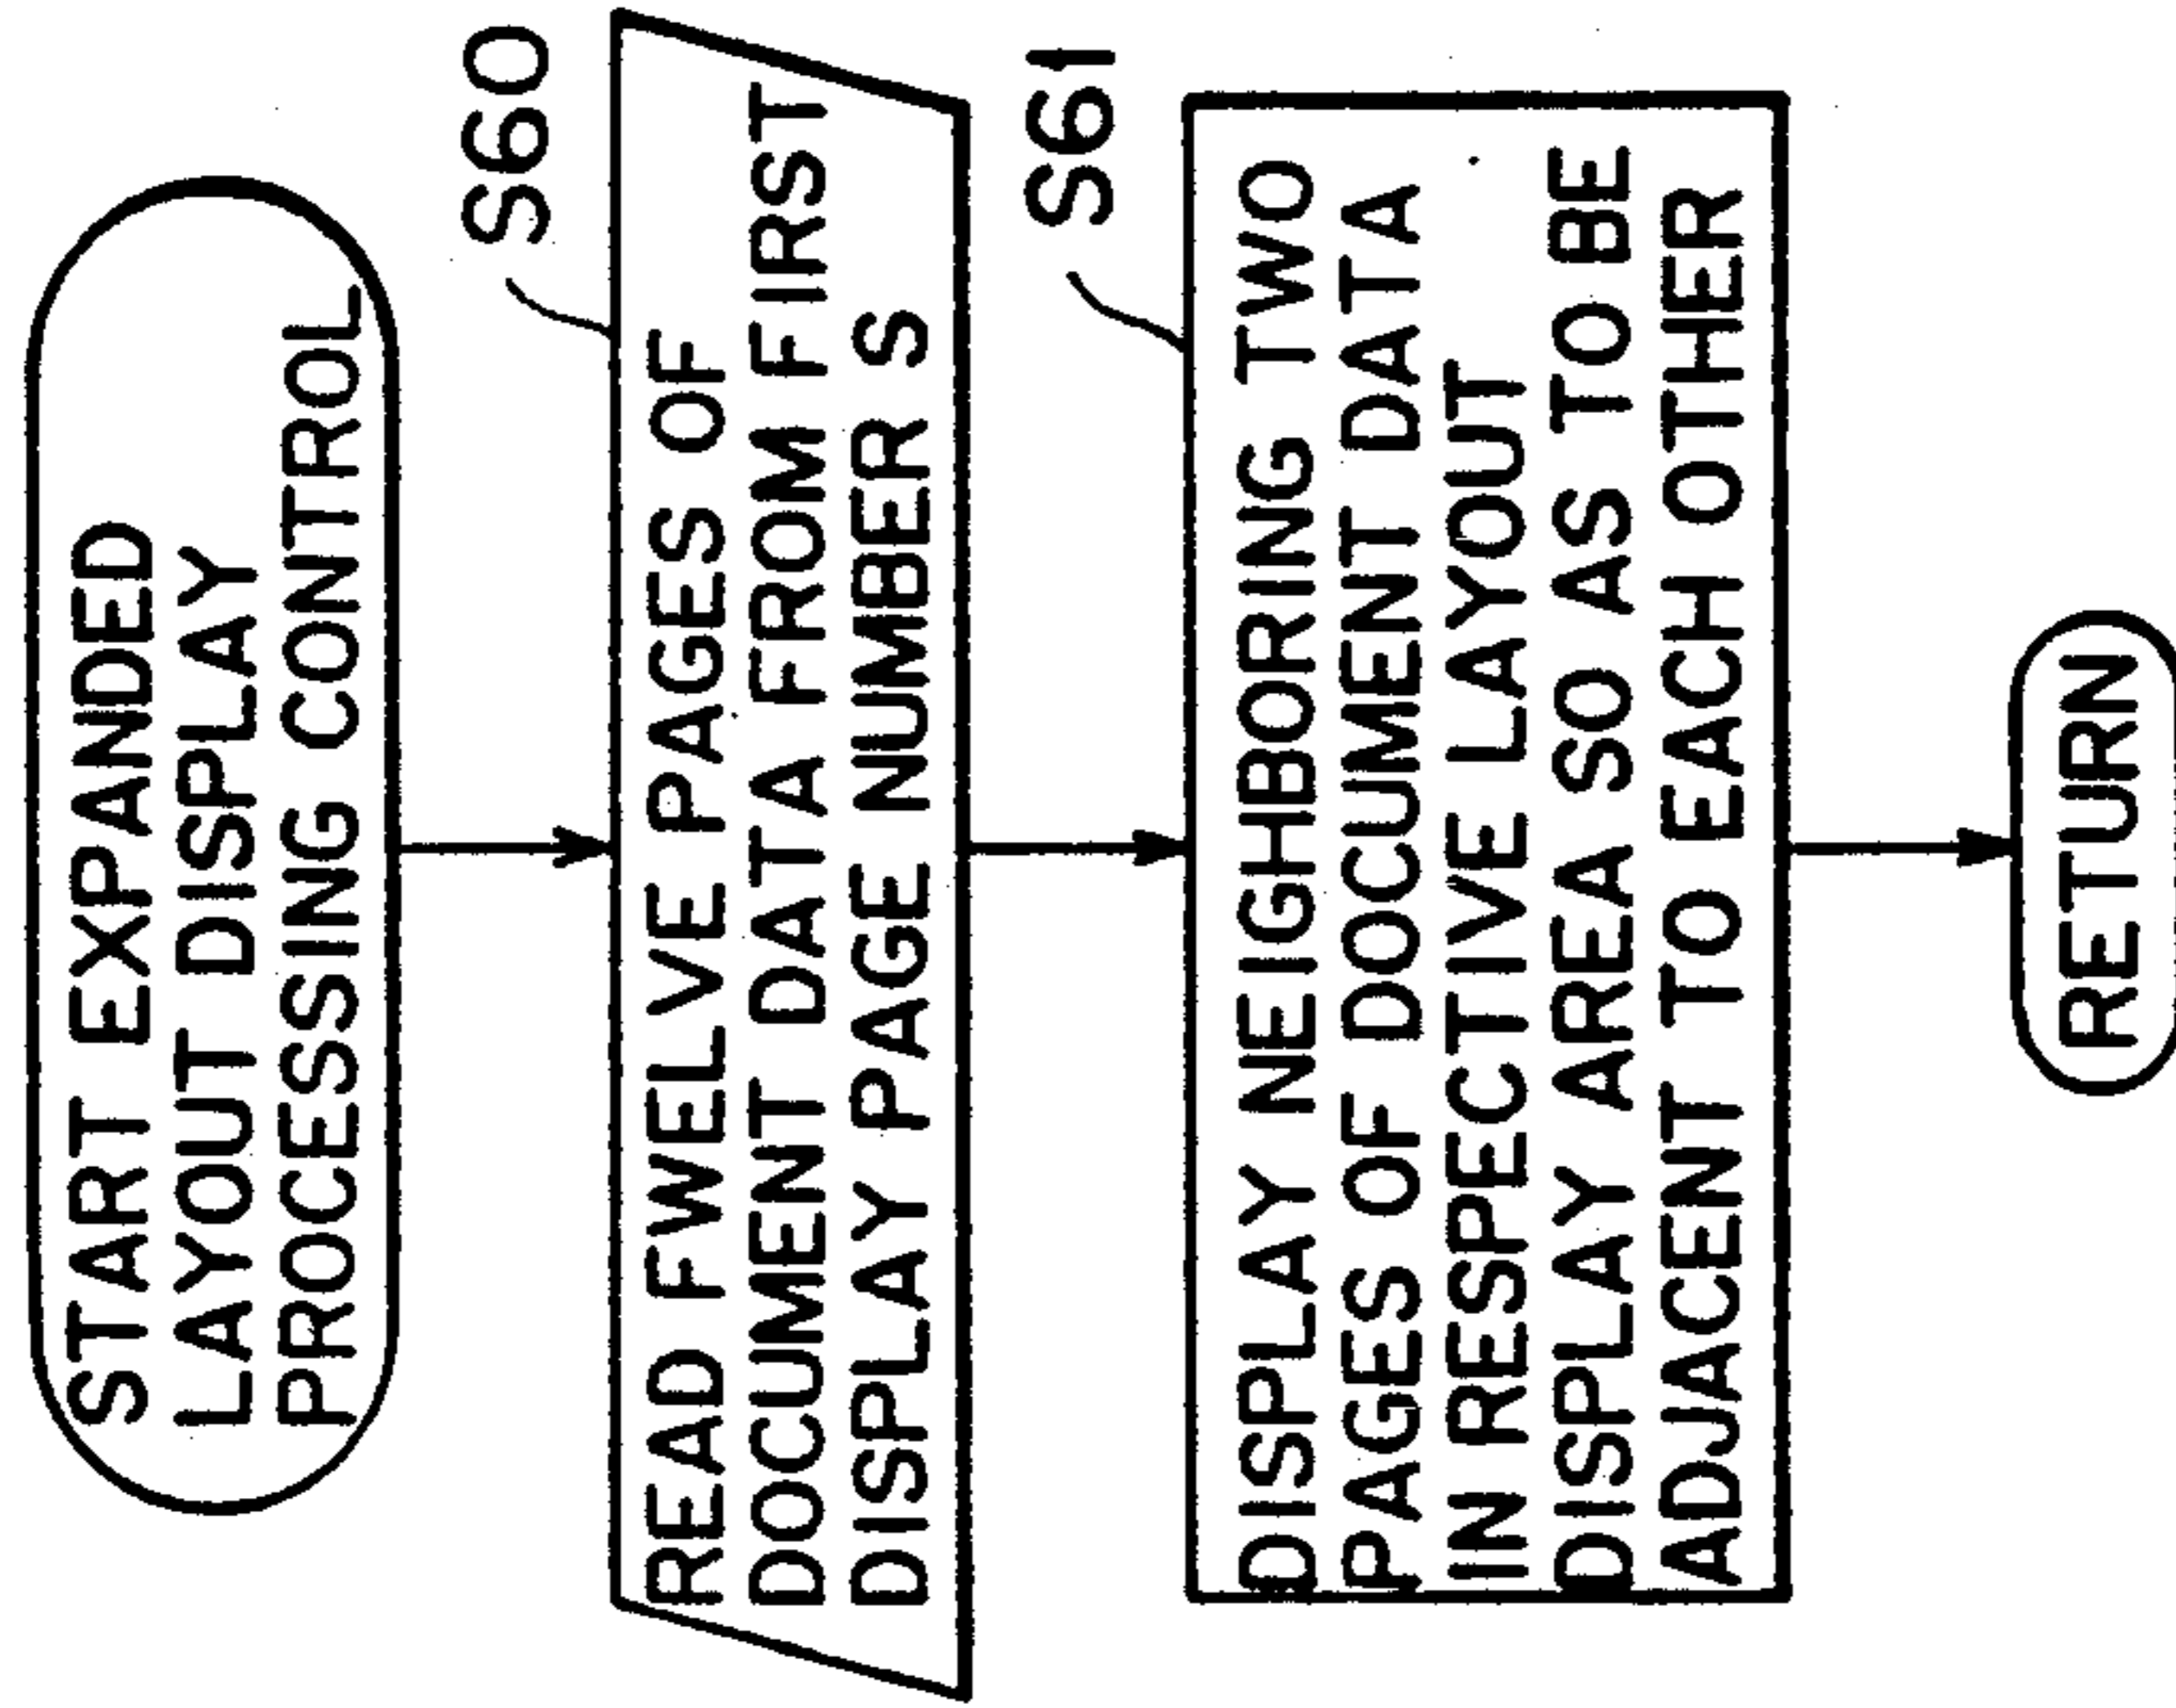 START EXPANDED
LAYOUT DISPLAY
PROCESSING CONTROL
S60
READ FWELVE PAGES OF
DOCUMENT DATA FROM FIRST
DISPLAY PAGE NUMBER S
S61
DISPLAY NEIGHBORING TWO
PAGES OF DOCUMENT DATA
IN RESPECTIVE LAYOUT
DISPLAY AREA SO AS TO BE
ADJACENT TO EACH OTHER
RETURN